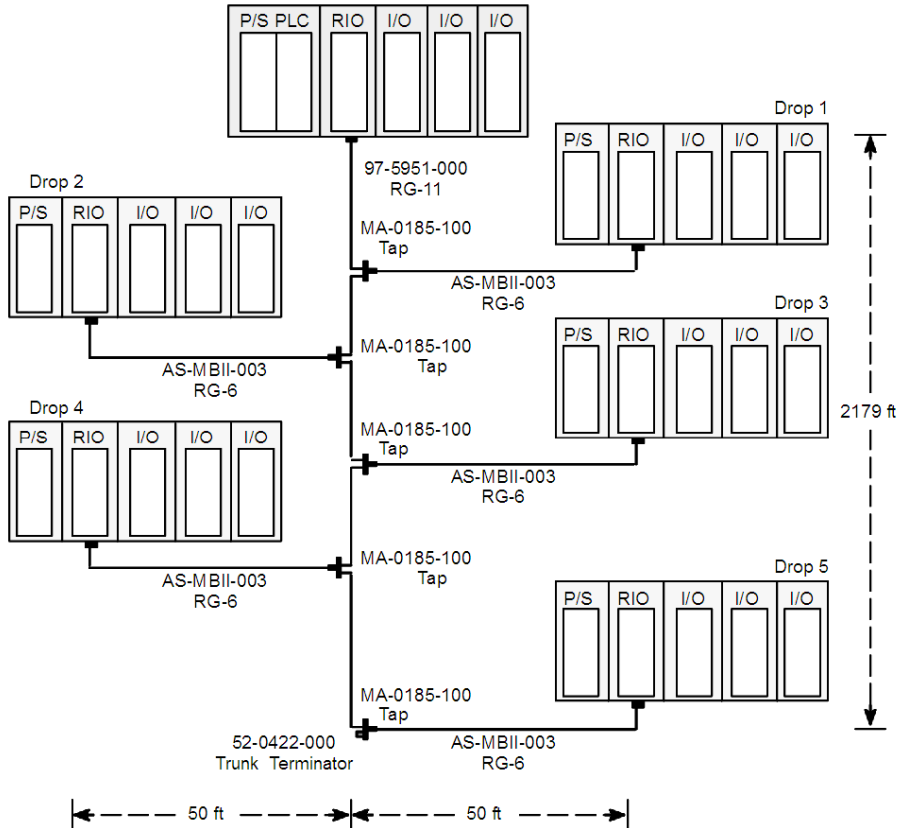 P/S PLC RIO I/O I/O I/O
Drop 1
P/S RIO I/O I/O I/O
97-5951-000
RG-11
Drop 2
P/S RIO I/O I/O I/O
MA-0185-100
Tap
AS-MBII-003
RG-6
Drop 3
P/S RIO I/O I/O I/O
MA-0185-100
Tap
AS-MBII-003
RG-6
Drop 4
P/S RIO I/O I/O I/O
2179 ft
MA-0185-100
Tap
AS-MBII-003
RG-6
MA-0185-100
Tap
AS-MBII-003
RG-6
Drop 5
P/S RIO I/O I/O I/O
MA-0185-100
Tap
52-0422-000
Trunk Terminator
AS-MBII-003
RG-6
50 ft
50 ft